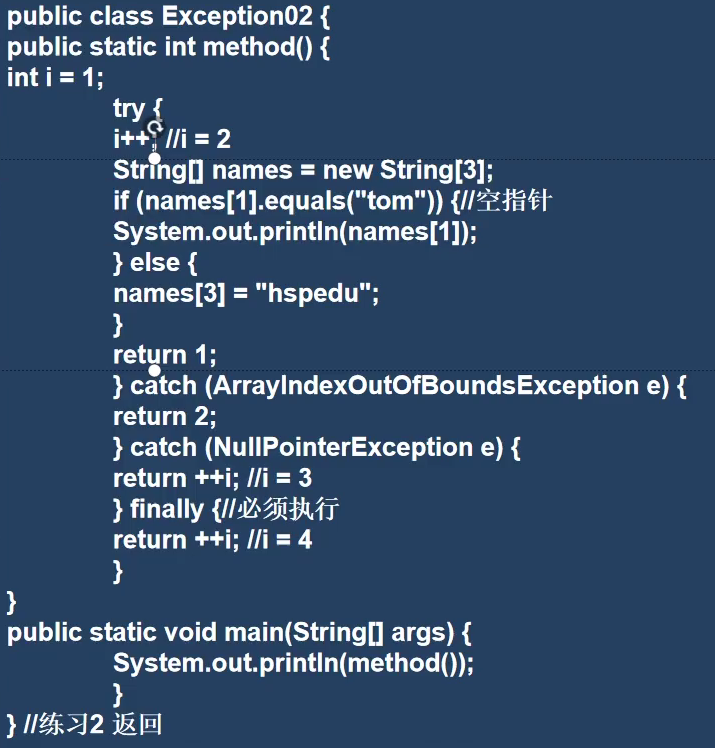 public class Exception02 {
public static int method() {
int i = 1;
try {
i++; //i = 2
String[] names = new String[3];
if (names[1].equals("tom")) {//空指针
System.out.println(names[1]);
} else {
names[3] = "hspedu";
}
return 1;
} catch (ArrayIndexOutOfBoundsException e) {
return 2;
} catch (NullPointerException e) {
return ++i; //i = 3
} finally {//必须执行
return ++i; //i = 4
}
}
public static void main(String[] args) {
System.out.println(method());
}
} //练习2 返回